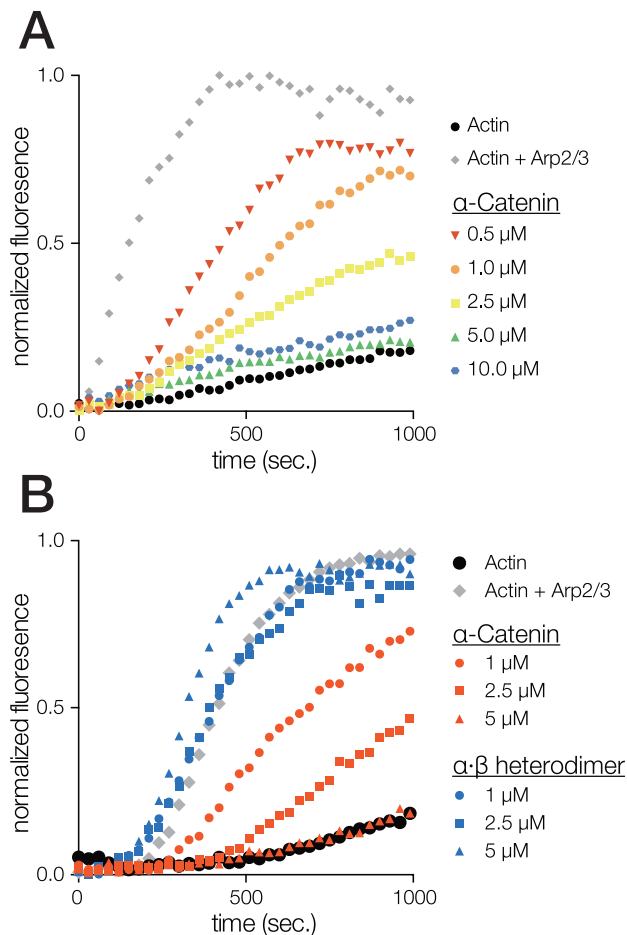 A
normalized fluoresence
1.0
0.5
0.0
0
500
1000
time (sec.)
Actin
Actin + Arp2/3
α-Catenin
0.5 μM
1.0 μM
2.5 μM
5.0 μM
10.0 μM
B
normalized fluoresence
1.0
0.5
0.0
0
500
1000
time (sec.)
Actin
Actin + Arp2/3
α-Catenin
1 μM
2.5 μM
5 μM
α·β heterodimer
1 μM
2.5 μM
5 μM